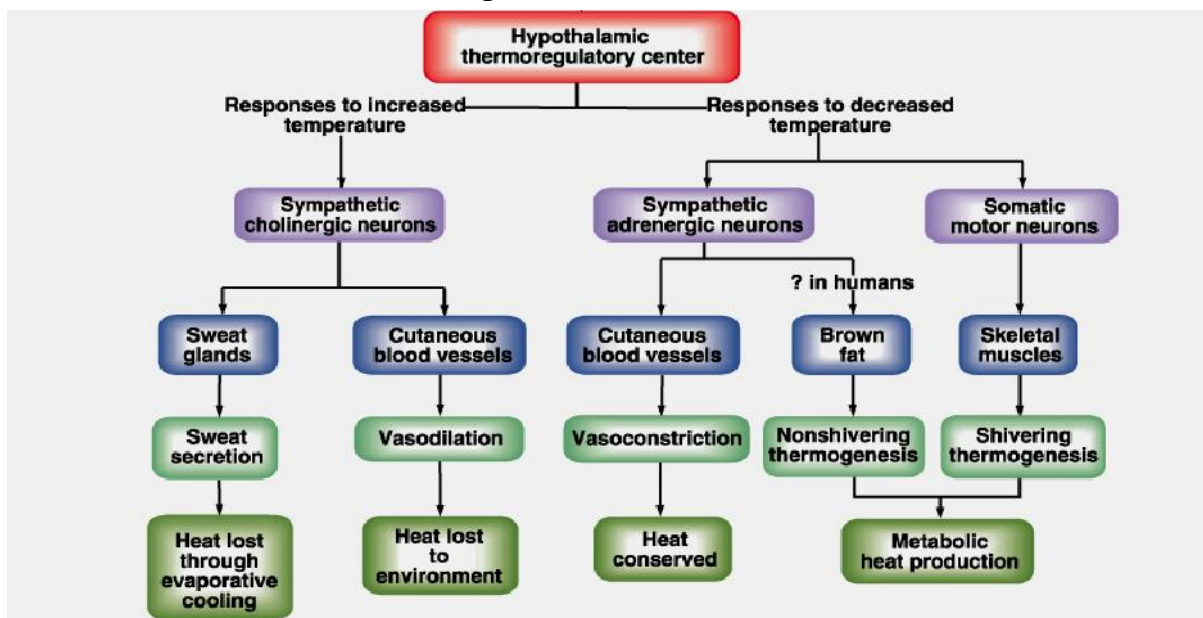 Hypothalamic
thermoregulatory center
Responses to increased
temperature
Responses to decreased
temperature
Sympathetic
cholinergic neurons
Sympathetic
adrenergic neurons
Somatic
motor neurons
? in humans
Sweat
glands
Cutaneous
blood vessels
Cutaneous
blood vessels
Brown
fat
Skeletal
muscles
Sweat
secretion
Vasodilation
Vasoconstriction
Nonshivering
thermogenesis
Shivering
thermogenesis
Heat lost
through
evaporative
cooling
Heat lost
to
environment
Heat
conserved
Metabolic
heat production